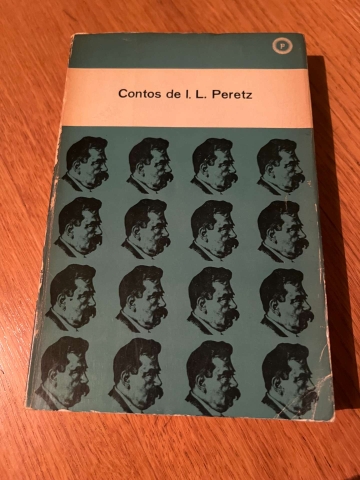 Contos de I. L. Peretz
P